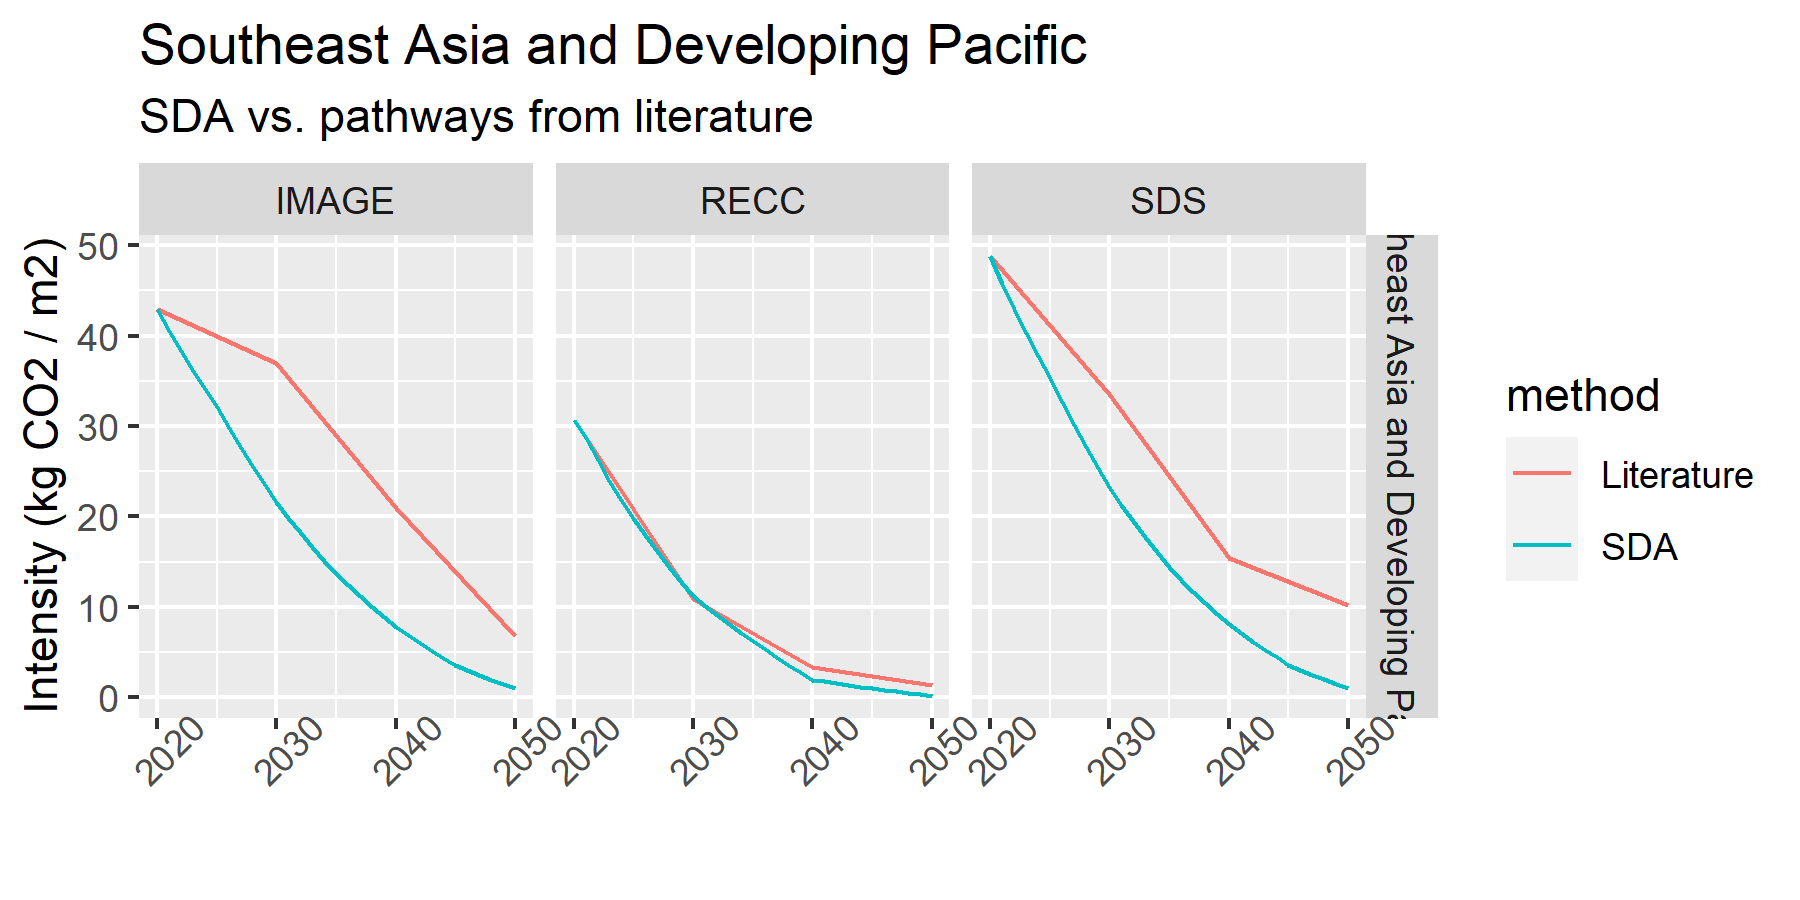 Southeast Asia and Developing Pacific
SDA vs. pathways from literature
IMAGE
RECC
SDS
Intensity (kg CO2 / m2)
50
40
30
20
10
0
2020
2030
2040
2050
2020
2030
2040
2050
2020
2030
2040
2050
Asia and Developing
method
Literature
SDA